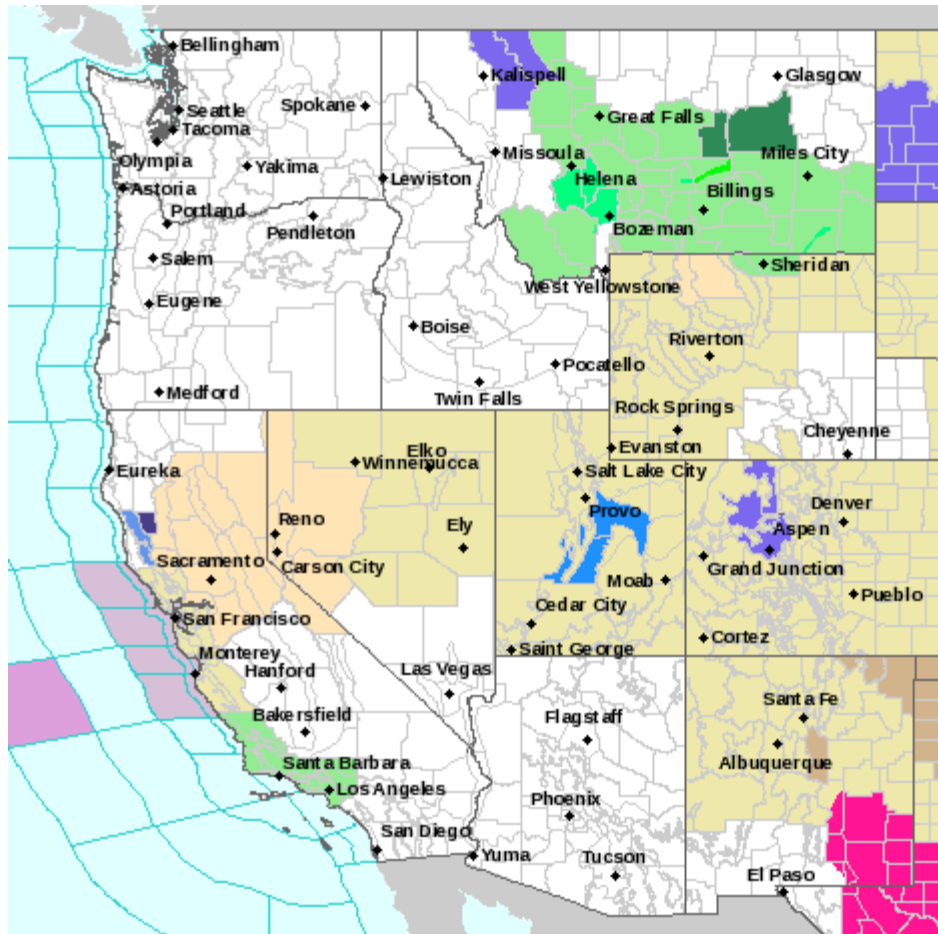 Bellingham
Kalispell
Glasgow
Spokane
Seattle
Great Falls
Tacoma
Olympia
Missoula
Miles City
Yakima
Helena
Lewiston
Astoria
Billings
Portland
Pendleton
Bozeman
Salem
Sheridan
West Yellowstone
Eugene
Boise
Riverton
Pocatello
Medford
Twin Falls
Rock Springs
Cheyenne
Elko
Evanston
Winnemucca
Eureka
Salt Lake City
Denver
Provo
Reno
Ely
Aspen
Sacramento
Carson City
Grand Junction
Moab
Pueblo
Cedar City
San Francisco
Cortez
Saint George
Monterey
Hanford
Las Vegas
Santa Fe
Bakersfield
Flagstaff
Albuquerque
Santa Barbara
Los Angeles
Phoenix
San Diego
Yuma
Tucson
El Paso